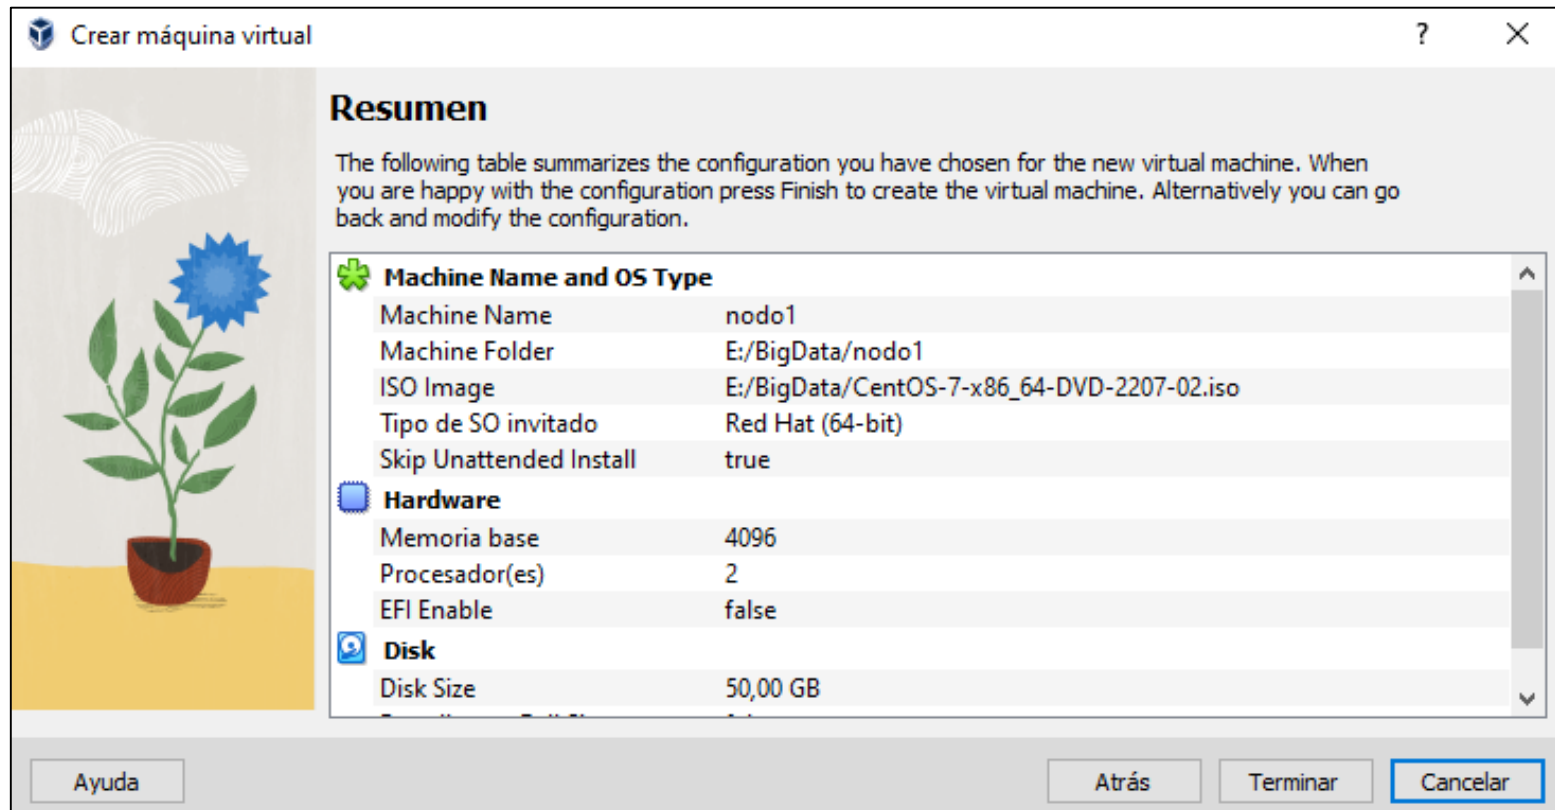 Crear máquina virtual
?
Resumen
The following table summarizes the configuration you have chosen for the new virtual machine. When
you are happy with the configuration press Finish to create the virtual machine. Alternatively you can go
back and modify the configuration.
Machine Name and OS Type
Machine Name nodo1
Machine Folder E:/BigData/nodo1
ISO Image E:/BigData/CentOS-7-x86_64-DVD-2207-02.iso
Tipo de SO invitado Red Hat (64-bit)
Skip Unattended Install true
Hardware
Memoria base 4096
Procesador(es) 2
EFI Enable false
Disk
Disk Size 50,00 GB
Ayuda Atrás Terminar Cancelar